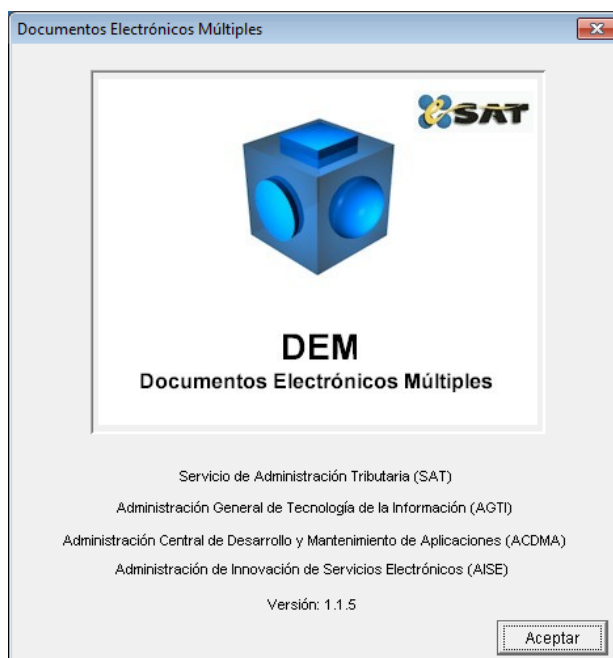 Documentos Electrónicos Múltiples
eSAT
DEM
Documentos Electrónicos Múltiples
Servicio de Administración Tributaria (SAT)
Administración General de Tecnología de la Información (AGTI)
Administración Central de Desarrollo y Mantenimiento de Aplicaciones (ACDMA)
Administración de Innovación de Servicios Electrónicos (AISE)
Versión: 1.1.5
Aceptar